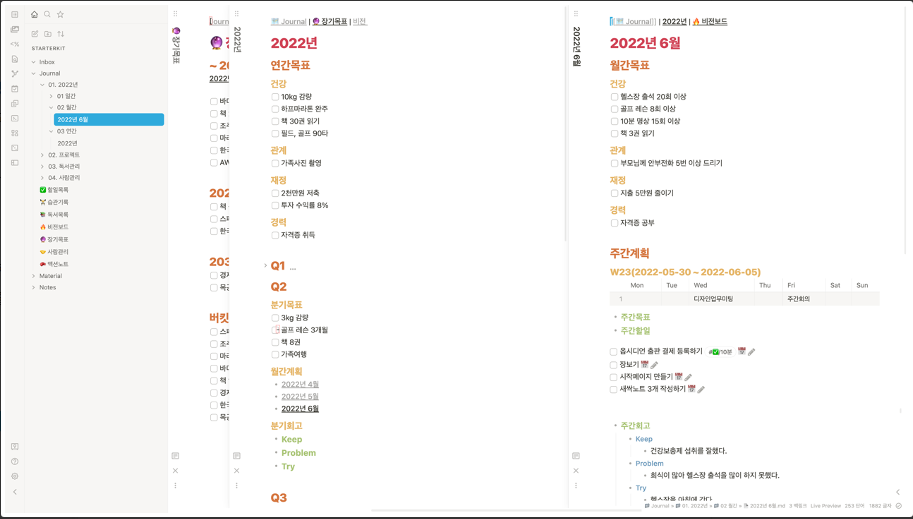 STARTERKIT
Inbox
Journal
01. 2022년
01 일간
02 월간
2022년 6월
03 연간
2022년
02. 프로젝트
03. 독서관리
04. 사람관리
✅ 할일목록
습관기록
독서목록
🔥 비전보드
🔮 장기목표
사람관리
액션노트
Material
Notes
🔮 장기목표
Journal
🔮
~ 20
2022
바디
책
조
마
한
AW
202
책
스
한
203
경
목
버킷
스
조
마
바디
책
경
한
목
2022년
Journal | 🔮 장기목표 | 비전
2022년
연간목표
건강
10kg 감량
하프마라톤 완주
책 30권 읽기
필드, 골프 90타
관계
가족사진 촬영
재정
2천만원 저축
투자 수익률 8%
경력
자격증 취득
Q1 ...
Q2
분기목표
3kg 감량
골프 레슨 3개월
책 8권
가족여행
월간계획
2022년 4월
2022년 5월
2022년 6월
분기회고
Keep
Problem
Try
Q3
2022년 6월
Journal | 2022년 | 🔥 비전보드
2022년 6월
월간목표
건강
헬스장 출석 20회 이상
골프 레슨 8회 이상
10분 명상 15회 이상
책 3권 읽기
관계
부모님께 안부전화 5번 이상 드리기
재정
지출 5만원 줄이기
경력
자격증 공부
주간계획
W23(2022-05-30 ~ 2022-06-05)
Mon Tue Wed Thu Fri Sat Sun
1 디자인업무미팅 주간회의
주간목표
주간할일
옵시디언 출판 결제 등록하기 #✅10분
장보기
시작페이지 만들기
새싹노트 3개 작성하기
주간회고
Keep
건강보충제 섭취를 잘했다.
Problem
회식이 많아 헬스장 출석을 많이 하지 못했다.
Try
헬스장을 아침에 간다
Journal 01. 2022년 02 월간 2022년 6월.md Live Preview 253 단어 1862 글자